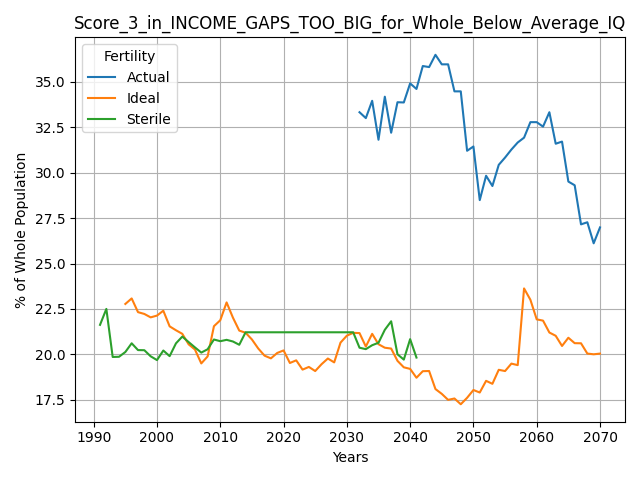 Score_3_in_INCOME_GAPS_TOO_BIG_for_Whole_Below_Average_IQ
Fertility
Actual
Ideal
Sterile
% of Whole Population
35.0
32.5
30.0
27.5
25.0
22.5
20.0
17.5
1990
2000
2010
2020
2030
2040
2050
2060
2070
Years